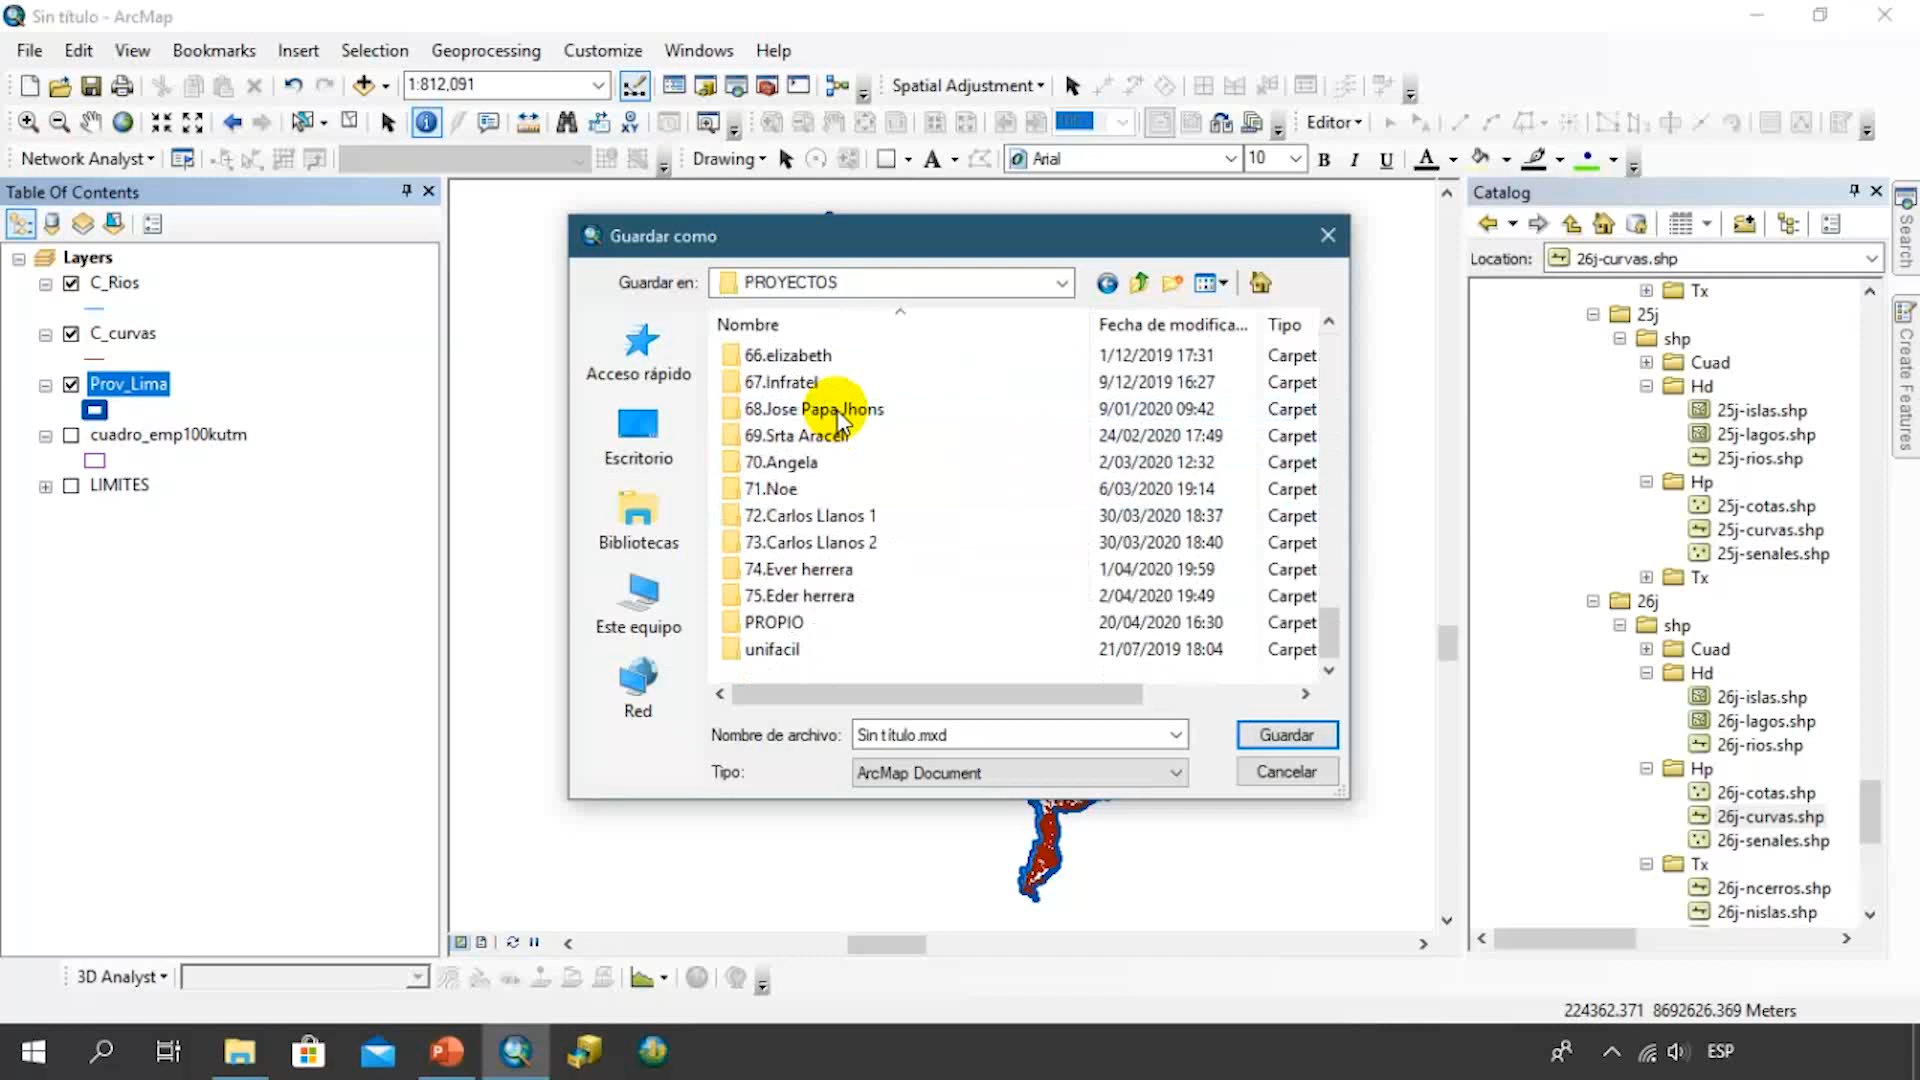 Sin título - ArcMap
File Edit View Bookmarks Insert Selection Geoprocessing Customize Windows Help
1:812,091
Spatial Adjustment
Editor
Network Analyst
Drawing
A
Arial
10
B I U A
Table Of Contents
Layers
C_Rios
C_curvas
Prov_Lima
cuadro_emp100kutm
LIMITES
Guardar como
Guardar en: PROYECTOS
Acceso rápido
Escritorio
Bibliotecas
Este equipo
Red
Nombre Fecha de modifica... Tipo
66.elizabeth 1/12/2019 17:31 Carpet
67.Infratel 9/12/2019 16:27 Carpet
68.Jose Papa Jhons 9/01/2020 09:42 Carpet
69.Srta Araceli 24/02/2020 17:49 Carpet
70.Angela 2/03/2020 12:32 Carpet
71.Noe 6/03/2020 19:14 Carpet
72.Carlos Llanos 1 30/03/2020 18:37 Carpet
73.Carlos Llanos 2 30/03/2020 18:40 Carpet
74.Ever herrera 1/04/2020 19:59 Carpet
75.Eder herrera 2/04/2020 19:49 Carpet
PROPIO 20/04/2020 16:30 Carpet
unifacil 21/07/2019 18:04 Carpet
Nombre de archivo: Sin título.mxd
Guardar
Tipo: ArcMap Document
Cancelar
Catalog
Location: 26j-curvas.shp
Tx
25j
shp
Cuad
Hd
25j-islas.shp
25j-lagos.shp
25j-rios.shp
Hp
25j-cotas.shp
25j-curvas.shp
25j-senales.shp
Tx
26j
shp
Cuad
Hd
26j-islas.shp
26j-lagos.shp
26j-rios.shp
Hp
26j-cotas.shp
26j-curvas.shp
26j-senales.shp
Tx
26j-ncerros.shp
26j-nislas.shp
Search
Create Features
3D Analyst
224362.371 8692626.369 Meters
ESP